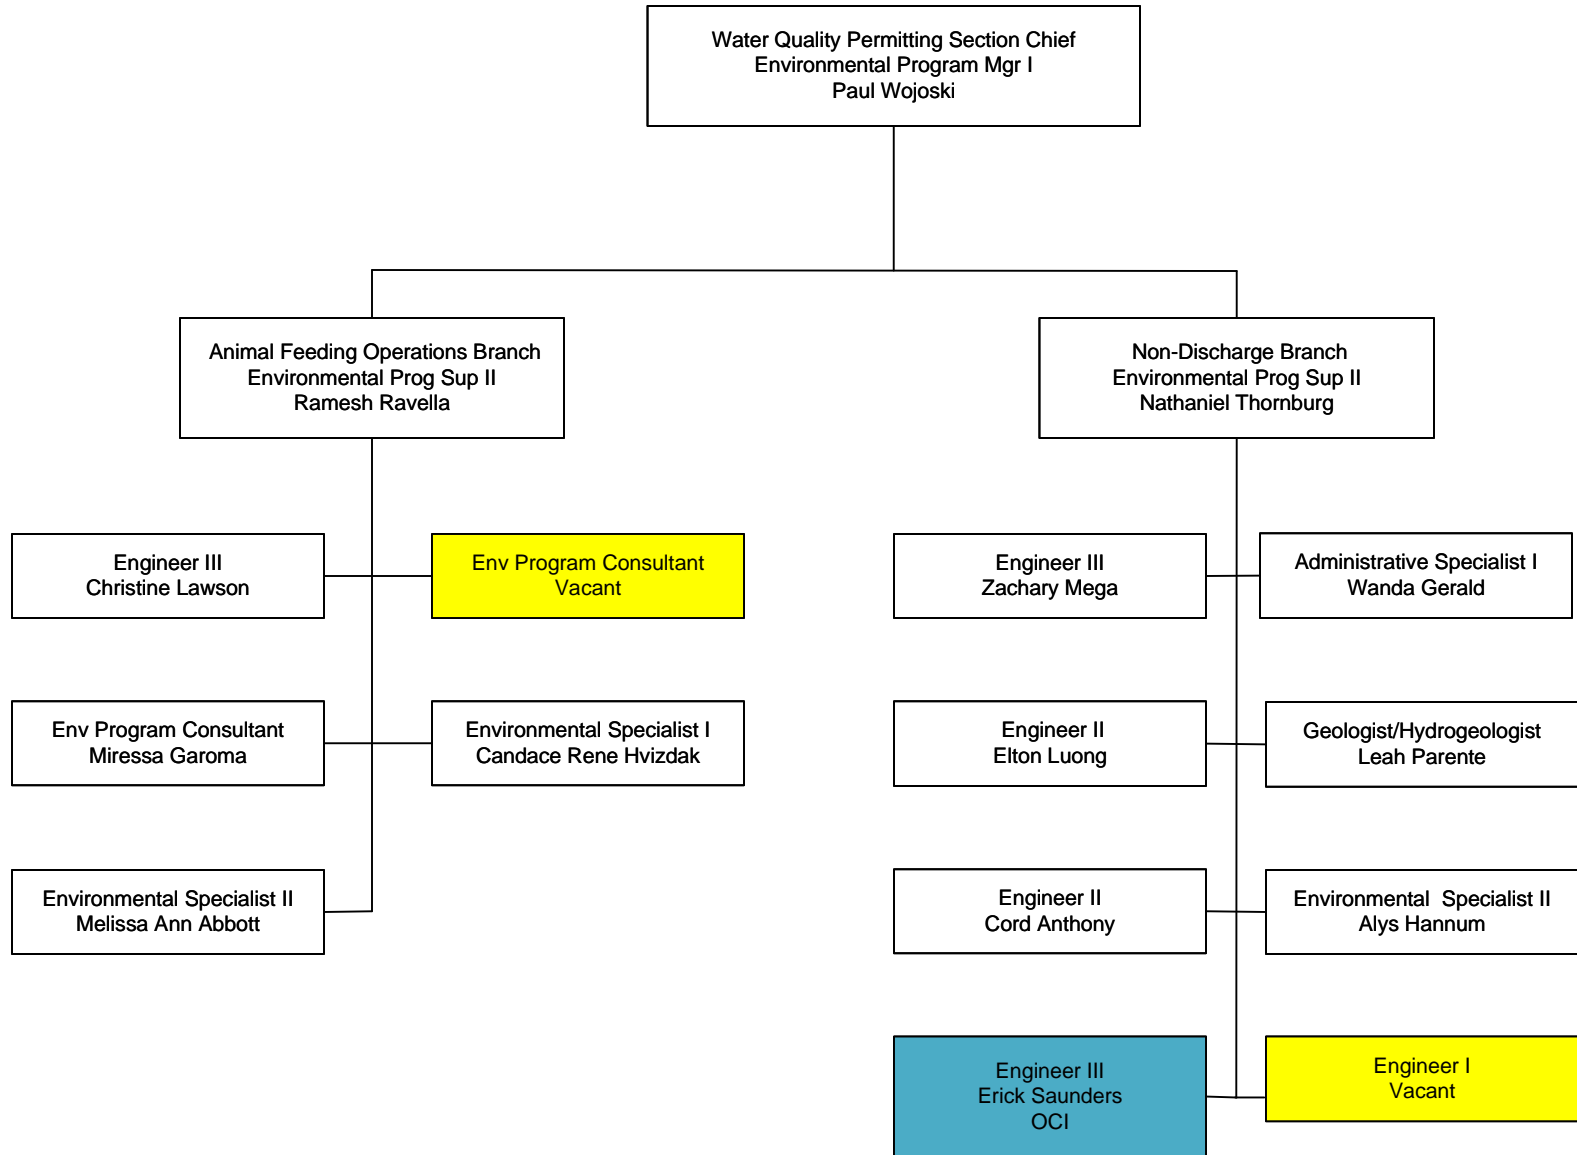 Water Quality Permitting Section Chief
Environmental Program Mgr I
Paul Wojoski
Animal Feeding Operations Branch
Environmental Prog Sup II
Ramesh Ravella
Non-Discharge Branch
Environmental Prog Sup II
Nathaniel Thornburg
Engineer III
Christine Lawson
Env Program Consultant
Vacant
Engineer III
Zachary Mega
Administrative Specialist I
Wanda Gerald
Env Program Consultant
Miressa Garoma
Environmental Specialist I
Candace Rene Hvizdak
Engineer II
Elton Luong
Geologist/Hydrogeologist
Leah Parente
Environmental Specialist II
Melissa Ann Abbott
Engineer II
Cord Anthony
Environmental  Specialist II
Alys Hannum
Engineer III
Erick Saunders
OCI
Engineer I
Vacant